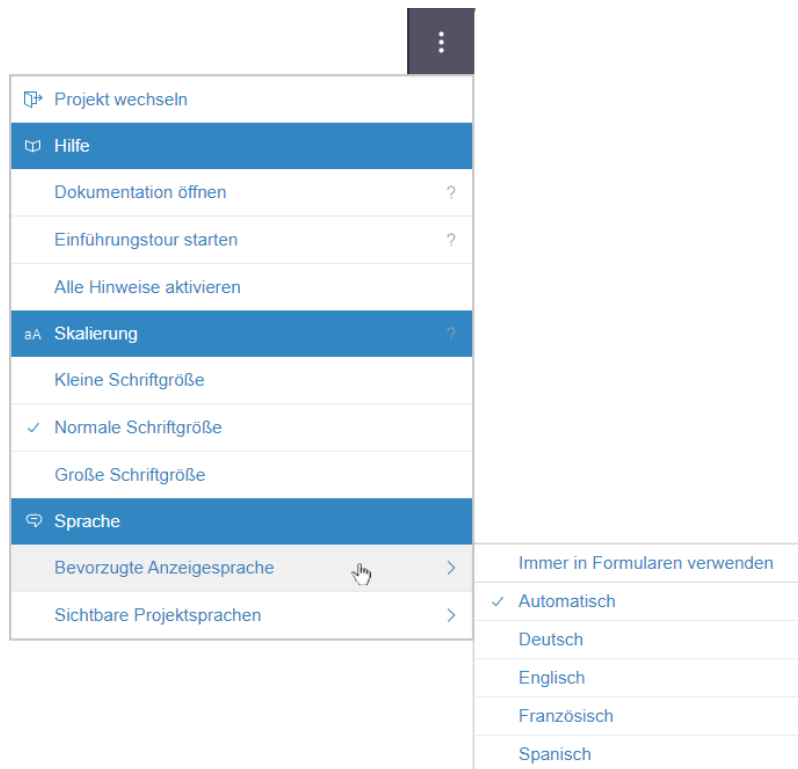 Projekt wechseln
Hilfe
Dokumentation öffnen ?
Einführungstour starten ?
Alle Hinweise aktivieren
aA Skalierung ?
Kleine Schriftgröße
Normale Schriftgröße
Große Schriftgröße
Sprache
Bevorzugte Anzeigesprache
Sichtbare Projektsprachen
Immer in Formularen verwenden
Automatisch
Deutsch
Englisch
Französisch
Spanisch